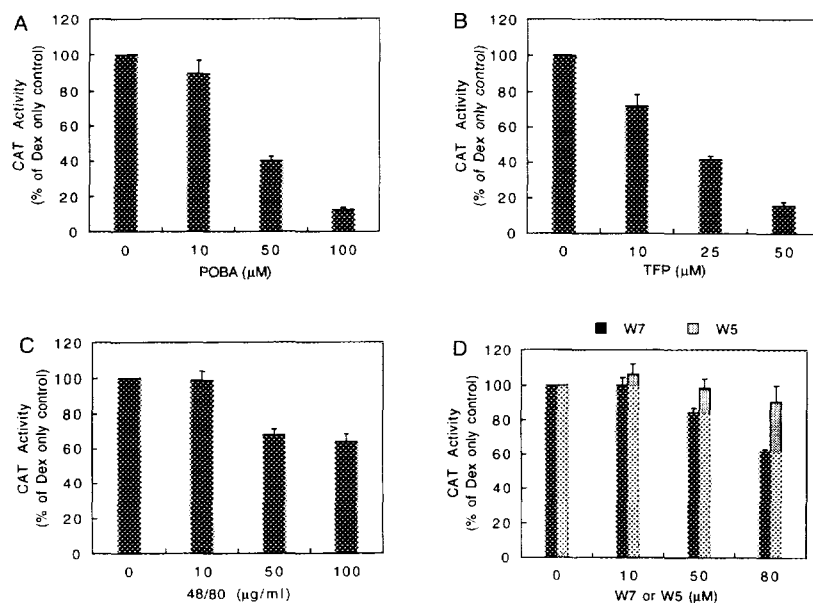 A
B
120
100
80
60
40
20
0
CAT Activity
(% of Dex only control)
0 10 50 100
POBA (μM)
120
100
80
60
40
20
0
CAT Activity
(% of Dex only control)
0 10 25 50
TFP (μM)
C
120
100
80
60
40
20
0
CAT Activity
(% of Dex only control)
0 10 50 100
48/80 (μg/ml)
W7 W5
D
120
100
80
60
40
20
0
CAT Activity
(% of Dex only control)
0 10 50 80
W7 or W5 (μM)